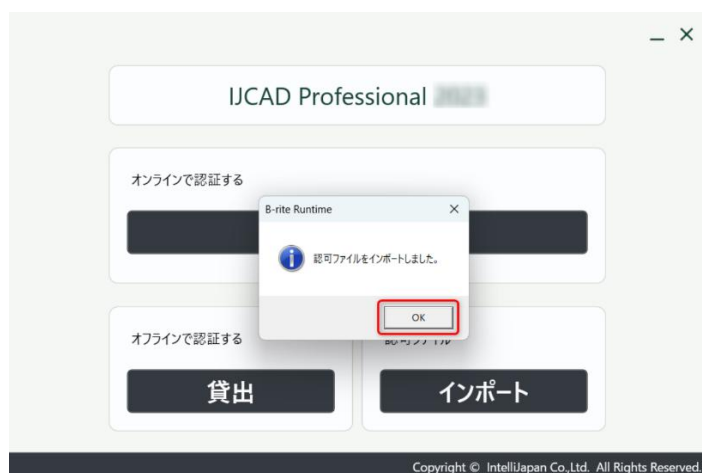 IJCAD Professional
オンラインで認証する
B-rite Runtime
認可ファイルをインポートしました。
OK
オフラインで認証する
貸出
インポート
Copyright © IntelliJapan Co.,Ltd. All Rights Reserved.